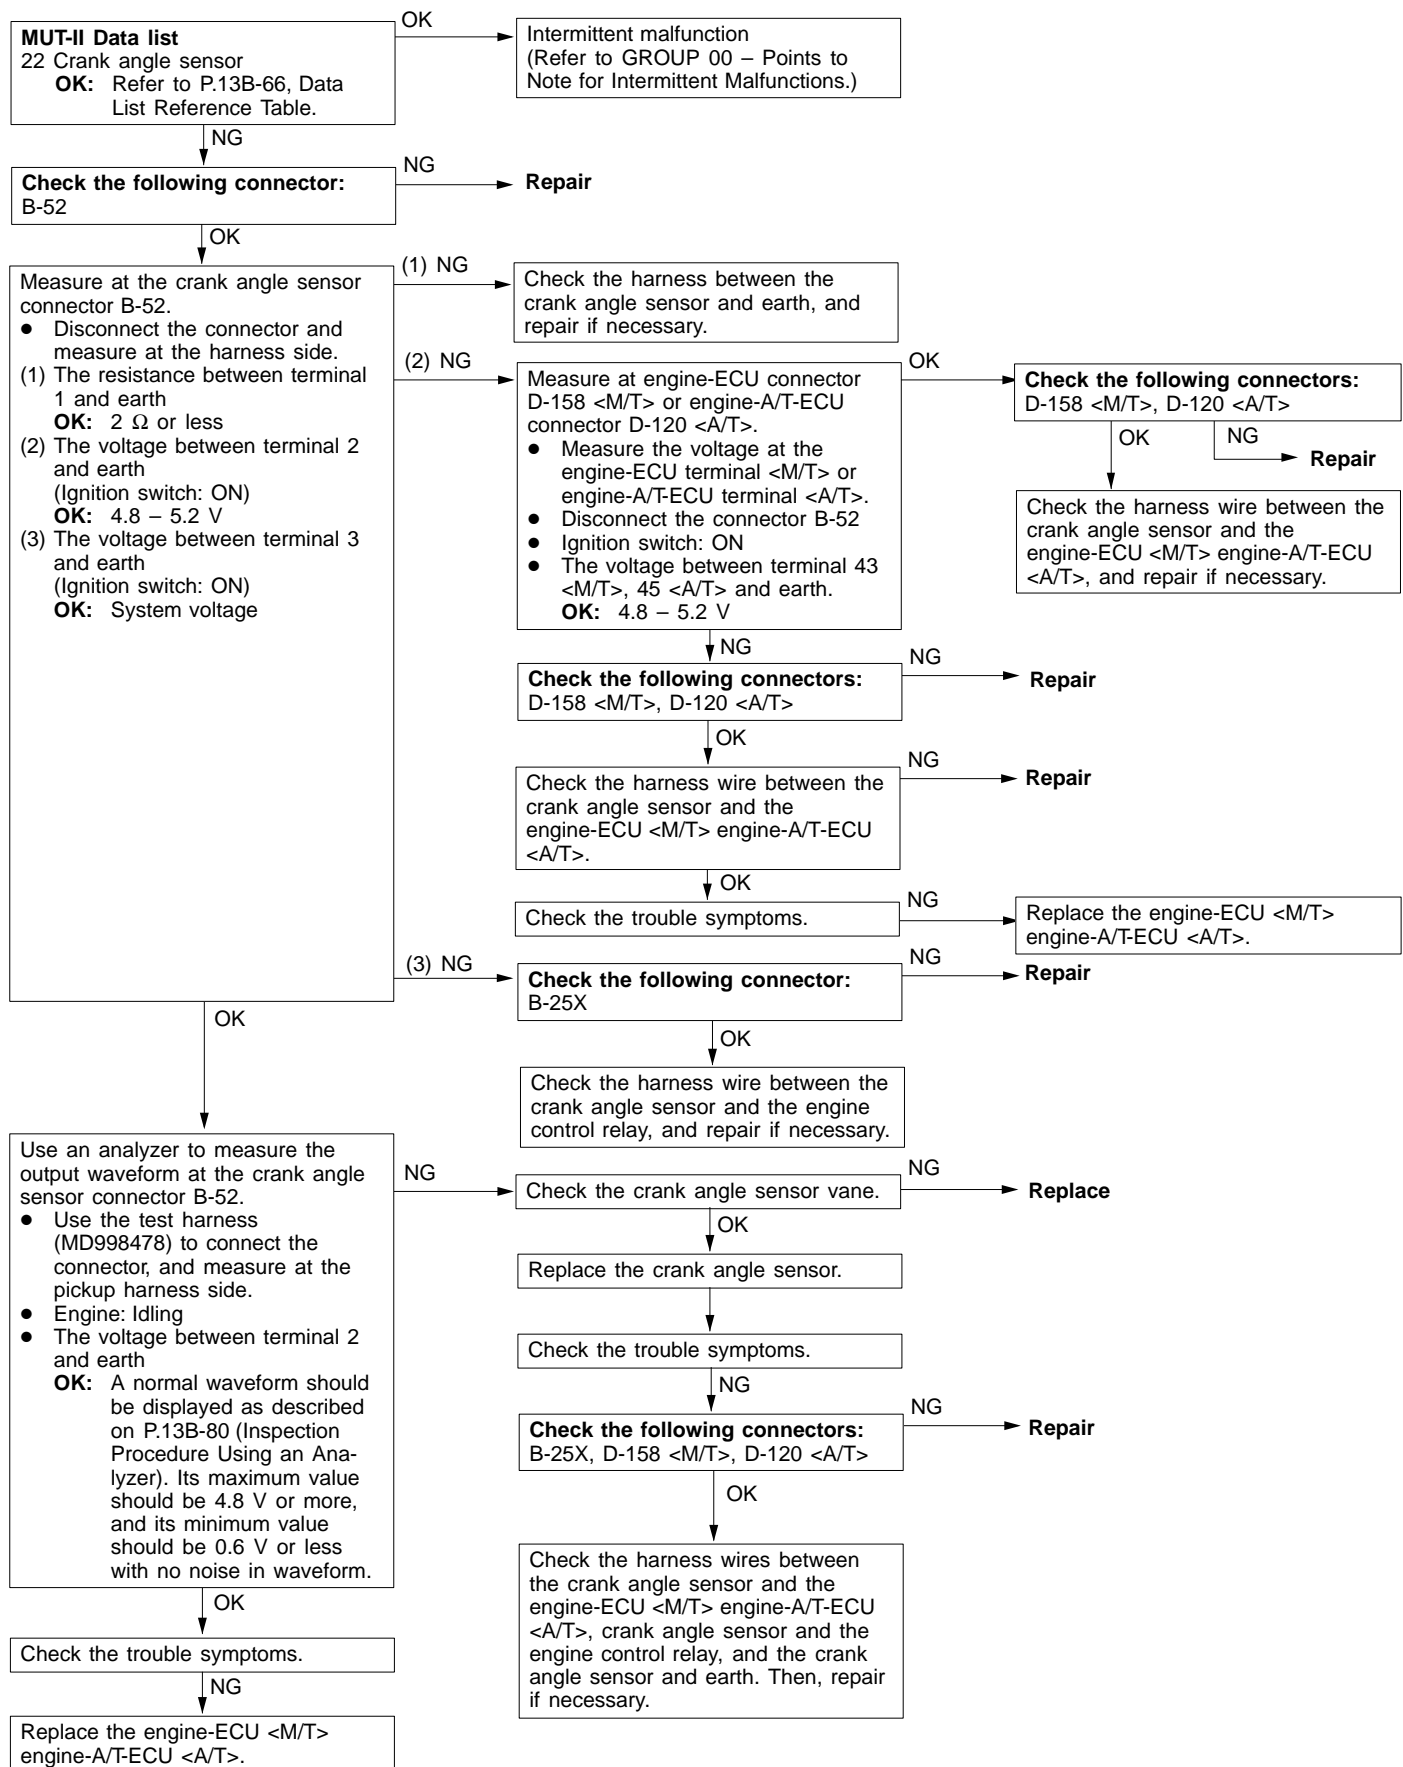 MUT-II Data list
22 Crank angle sensor
OK: Refer to P.13B-66, Data
List Reference Table.
OK
Intermittent malfunction
(Refer to GROUP 00 – Points to
Note for Intermittent Malfunctions.)
NG
Check the following connector:
B-52
NG
Repair
OK
Measure at the crank angle sensor
connector B-52.
● Disconnect the connector and
measure at the harness side.
(1) The resistance between terminal
1 and earth
OK: 2 Ω or less
(2) The voltage between terminal 2
and earth
(Ignition switch: ON)
OK: 4.8 – 5.2 V
(3) The voltage between terminal 3
and earth
(Ignition switch: ON)
OK: System voltage
(1) NG
Check the harness between the
crank angle sensor and earth, and
repair if necessary.
(2) NG
Measure at engine-ECU connector
D-158 <M/T> or engine-A/T-ECU
connector D-120 <A/T>.
● Measure the voltage at the
engine-ECU terminal <M/T> or
engine-A/T-ECU terminal <A/T>.
● Disconnect the connector B-52
● Ignition switch: ON
● The voltage between terminal 43
<M/T>, 45 <A/T> and earth.
OK: 4.8 – 5.2 V
OK
Check the following connectors:
D-158 <M/T>, D-120 <A/T>
OK
NG
Repair
Check the harness wire between the
crank angle sensor and the
engine-ECU <M/T> engine-A/T-ECU
<A/T>, and repair if necessary.
NG
Check the following connectors:
D-158 <M/T>, D-120 <A/T>
NG
Repair
OK
Check the harness wire between the
crank angle sensor and the
engine-ECU <M/T> engine-A/T-ECU
<A/T>.
NG
Repair
OK
Check the trouble symptoms.
NG
Replace the engine-ECU <M/T>
engine-A/T-ECU <A/T>.
(3) NG
Check the following connector:
B-25X
NG
Repair
OK
Check the harness wire between the
crank angle sensor and the engine
control relay, and repair if necessary.
OK
Use an analyzer to measure the
output waveform at the crank angle
sensor connector B-52.
● Use the test harness
(MD998478) to connect the
connector, and measure at the
pickup harness side.
● Engine: Idling
● The voltage between terminal 2
and earth
OK: A normal waveform should
be displayed as described
on P.13B-80 (Inspection
Procedure Using an Ana-
lyzer). Its maximum value
should be 4.8 V or more,
and its minimum value
should be 0.6 V or less
with no noise in waveform.
NG
Check the crank angle sensor vane.
NG
Replace
OK
Replace the crank angle sensor.
Check the trouble symptoms.
NG
Check the following connectors:
B-25X, D-158 <M/T>, D-120 <A/T>
NG
Repair
OK
Check the harness wires between
the crank angle sensor and the
engine-ECU <M/T> engine-A/T-ECU
<A/T>, crank angle sensor and the
engine control relay, and the crank
angle sensor and earth. Then, repair
if necessary.
OK
Check the trouble symptoms.
NG
Replace the engine-ECU <M/T>
engine-A/T-ECU <A/T>.